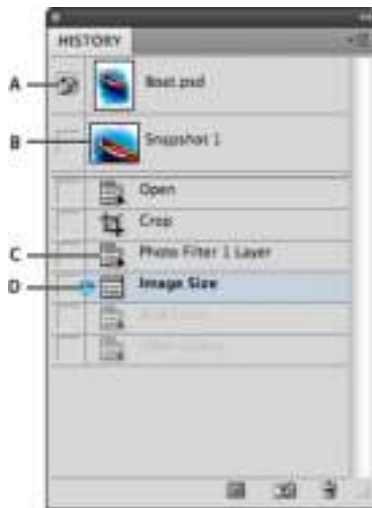 HISTORY
A
Boat.psd
B
Snapshot 1
Open
Crop
C
Photo Filter 1 Layer
D
Image Size